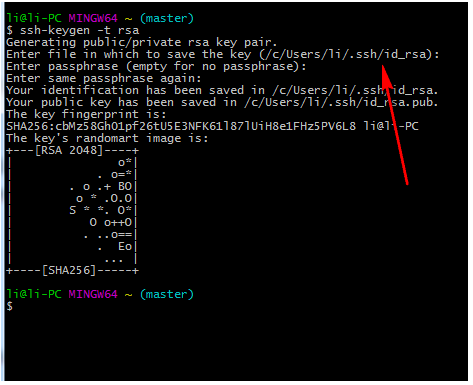 li@li-PC MINGW64 ~ (master)
$ ssh-keygen -t rsa
Generating public/private rsa key pair.
Enter file in which to save the key (/c/Users/li/.ssh/id_rsa):
Enter passphrase (empty for no passphrase):
Enter same passphrase again:
Your identification has been saved in /c/Users/li/.ssh/id_rsa.
Your public key has been saved in /c/Users/li/.ssh/id_rsa.pub.
The key fingerprint is:
SHA256:cbMz58GhO1pf26tU5E3NFK61l87lUiH8e1FHz5PV6L8 li@li-PC
The key's randomart image is:
+---[RSA 2048]----+
|               o*|
|            . o=*|
|        . o .+ BO|
|         o * .O.O|
|        S * *. O*|
|           O o++O|
|          . ..o==|
|            .  Eo|
|             ... |
+----[SHA256]-----+
li@li-PC MINGW64 ~ (master)
$